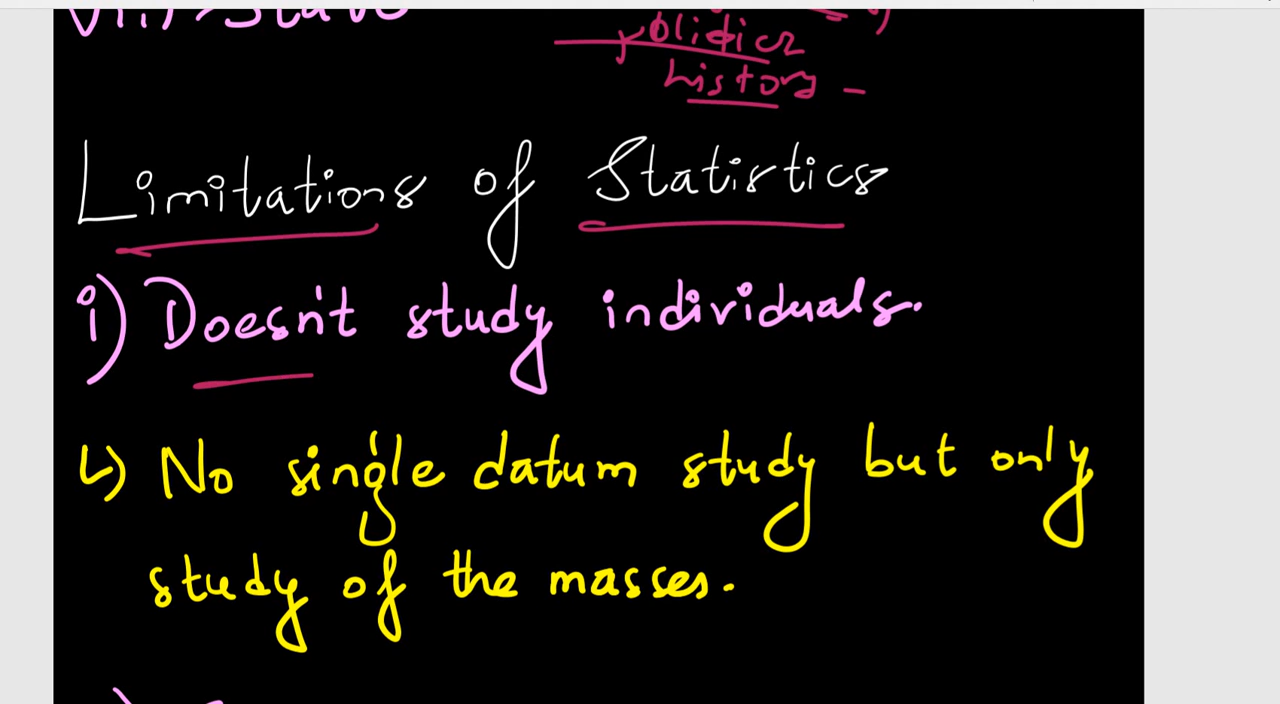 politics
history -
Limitations of Statistics
i) Doesn't study individuals.
↳ No single datum study but only
study of the masses.